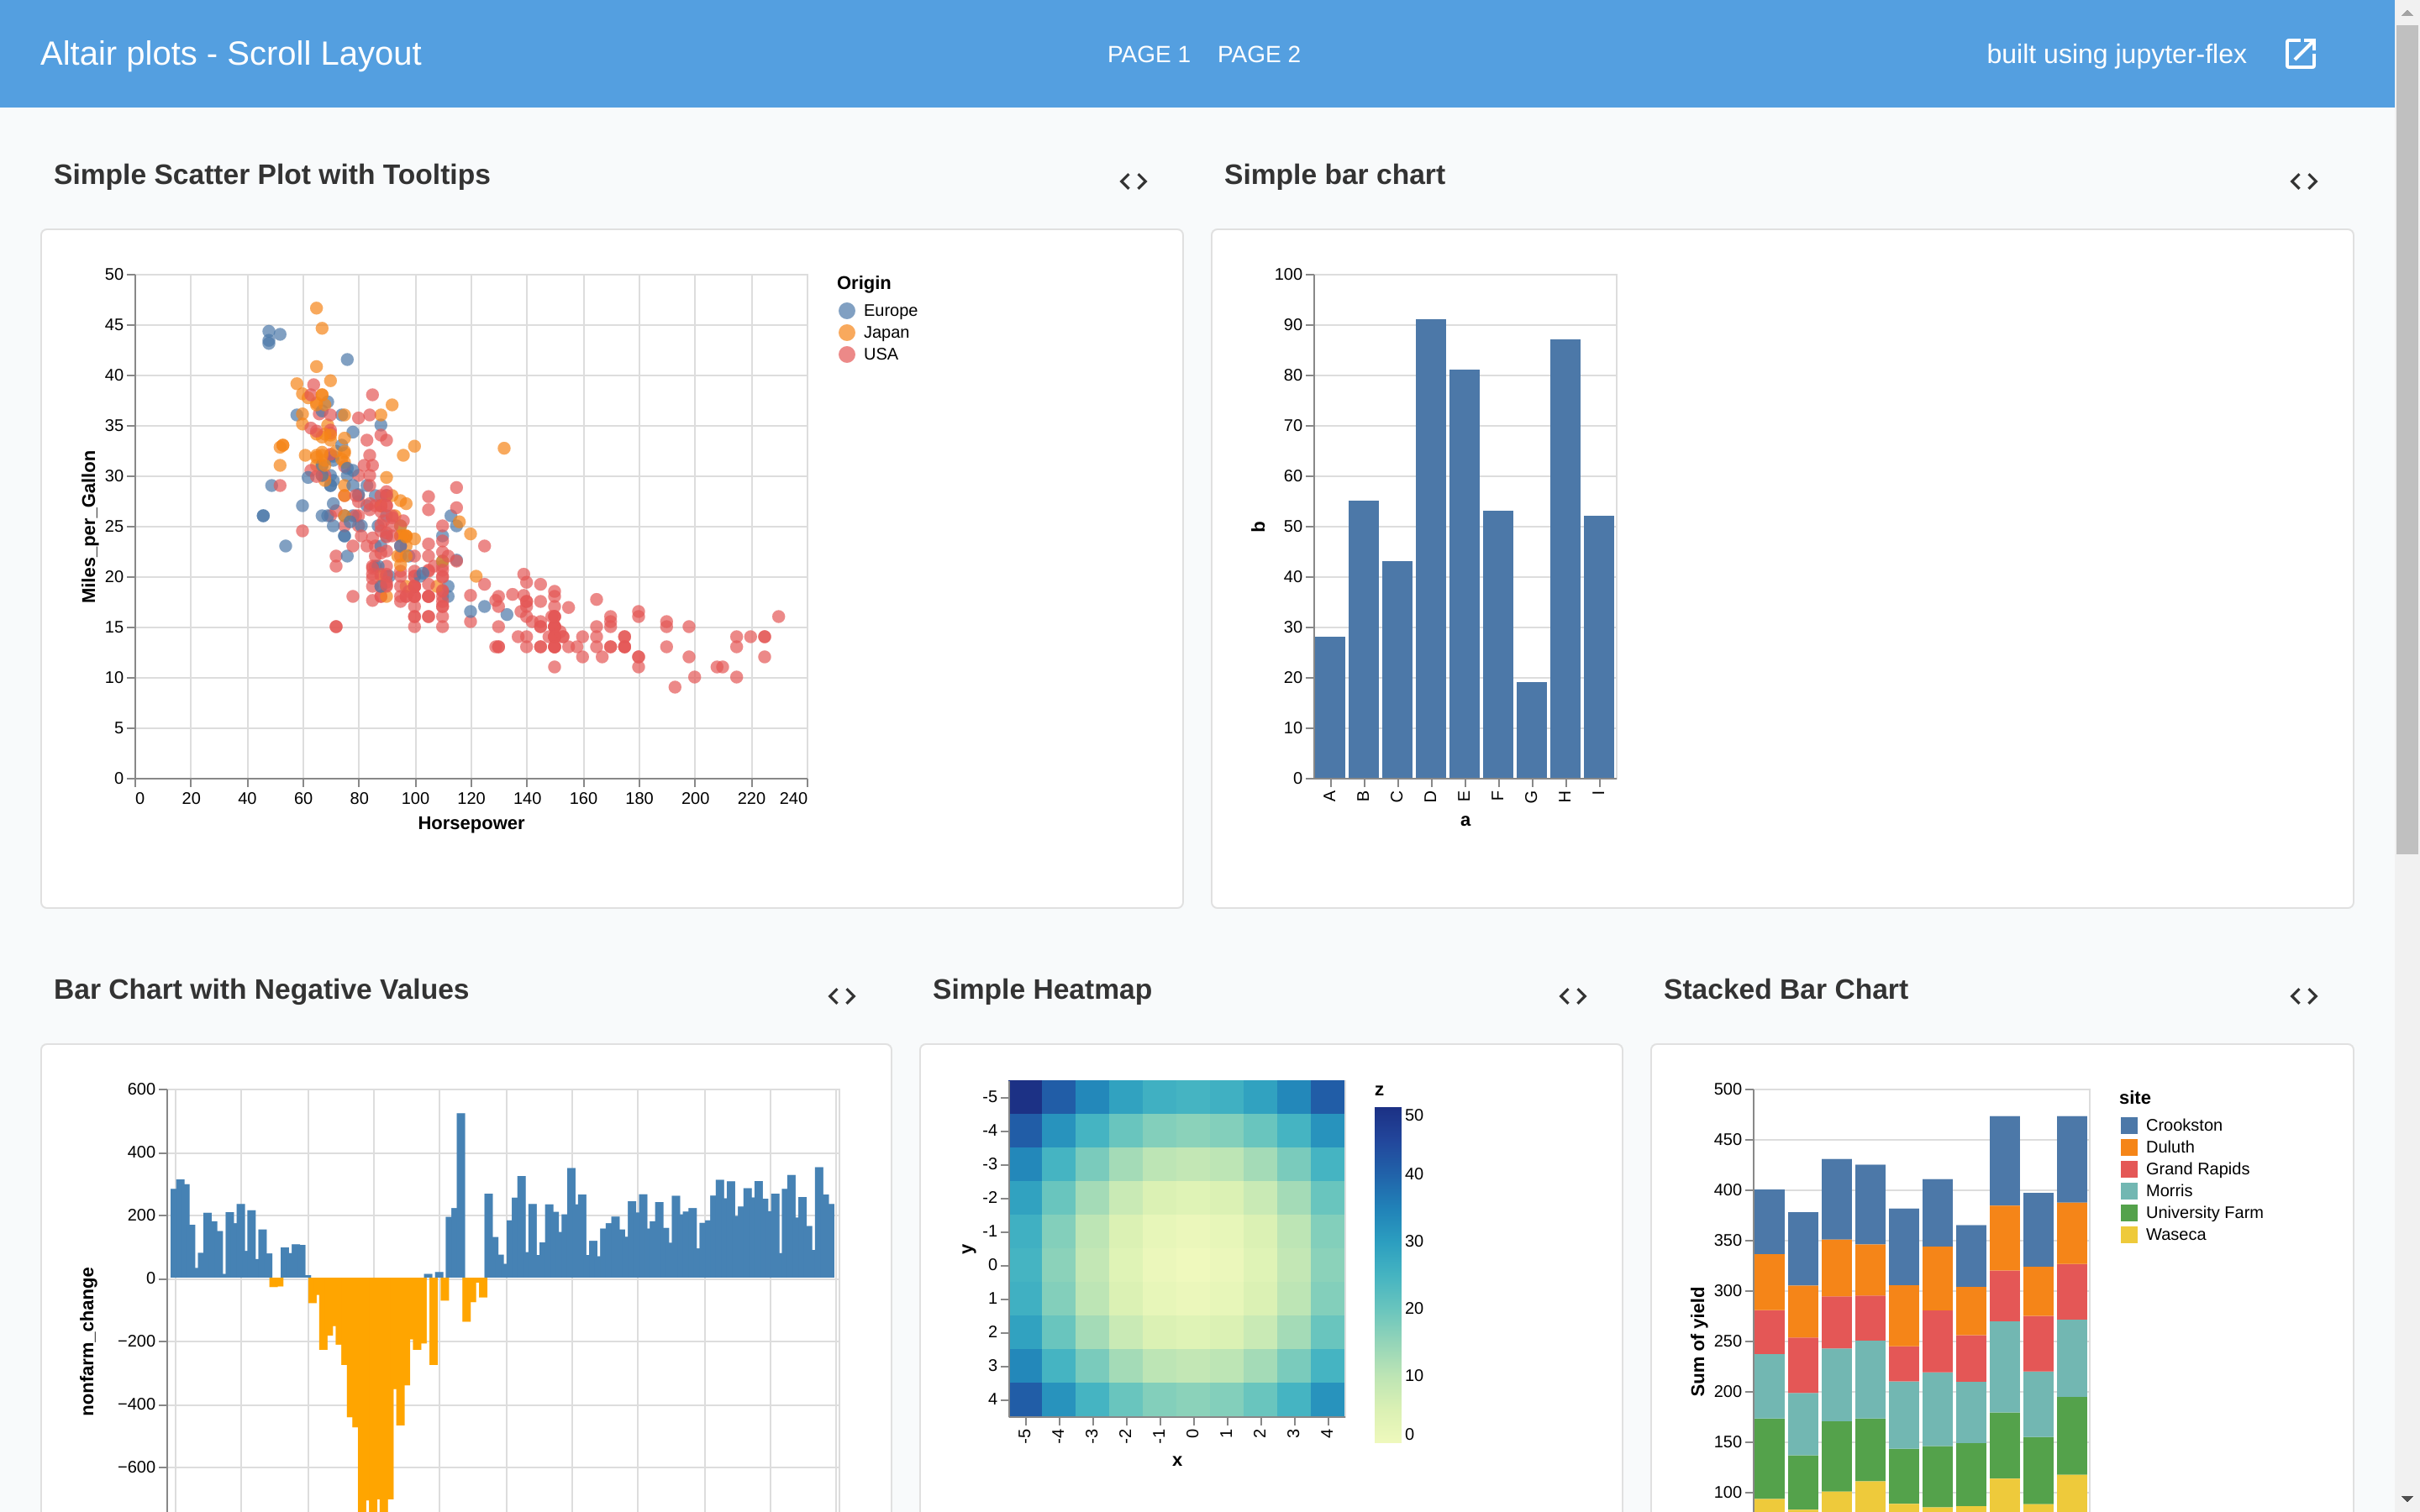 Altair plots - Scroll Layout
PAGE 1 PAGE 2
built using jupyter-flex
Simple Scatter Plot with Tooltips
Simple bar chart
50
45
40
35
30
25
20
15
10
5
0
Miles_per_Gallon
0 20 40 60 80 100 120 140 160 180 200 220 240
Horsepower
Origin
Europe
Japan
USA
100
90
80
70
60
50
40
30
20
10
0
b
A B C D E F G H I
a
Bar Chart with Negative Values
Simple Heatmap
Stacked Bar Chart
600
400
200
0
−200
−400
−600
nonfarm_change
-5
-4
-3
-2
-1
0
1
2
3
4
y
-5 -4 -3 -2 -1 0 1 2 3 4
x
z
50
40
30
20
10
0
500
450
400
350
300
250
200
150
100
Sum of yield
site
Crookston
Duluth
Grand Rapids
Morris
University Farm
Waseca